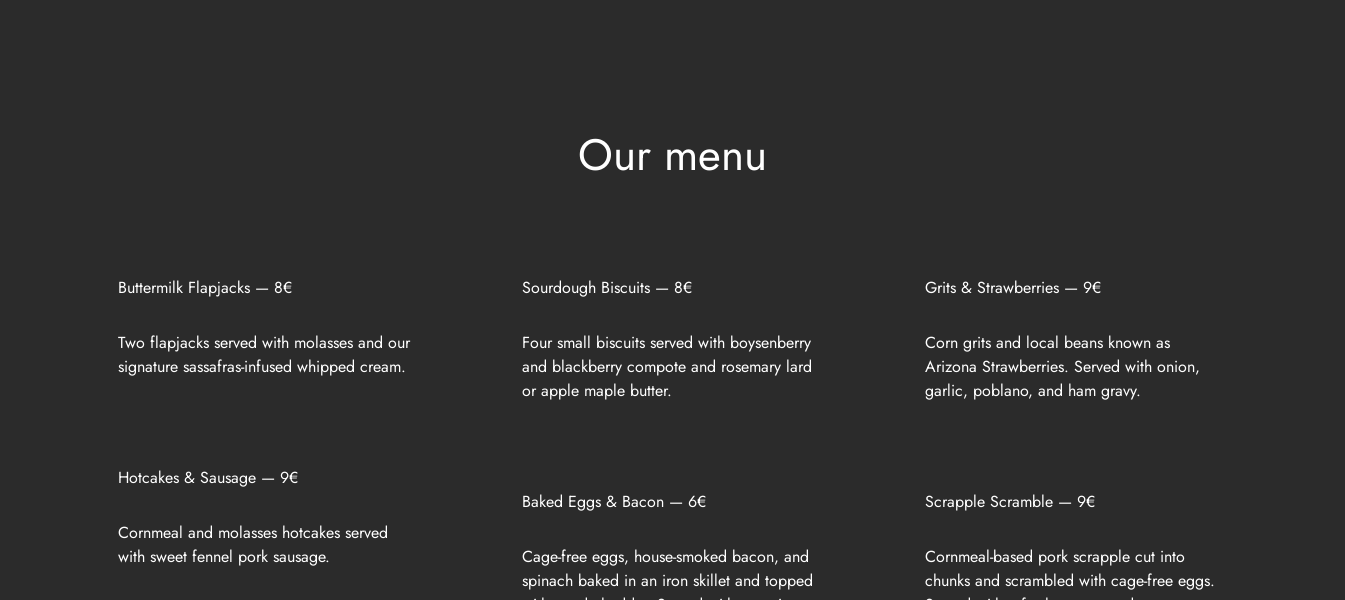 Our menu
Buttermilk Flapjacks — 8€
Two flapjacks served with molasses and our
signature sassafras-infused whipped cream.
Hotcakes & Sausage — 9€
Cornmeal and molasses hotcakes served
with sweet fennel pork sausage.
Sourdough Biscuits — 8€
Four small biscuits served with boysenberry
and blackberry compote and rosemary lard
or apple maple butter.
Baked Eggs & Bacon — 6€
Cage-free eggs, house-smoked bacon, and
spinach baked in an iron skillet and topped
Grits & Strawberries — 9€
Corn grits and local beans known as
Arizona Strawberries. Served with onion,
garlic, poblano, and ham gravy.
Scrapple Scramble — 9€
Cornmeal-based pork scrapple cut into
chunks and scrambled with cage-free eggs.